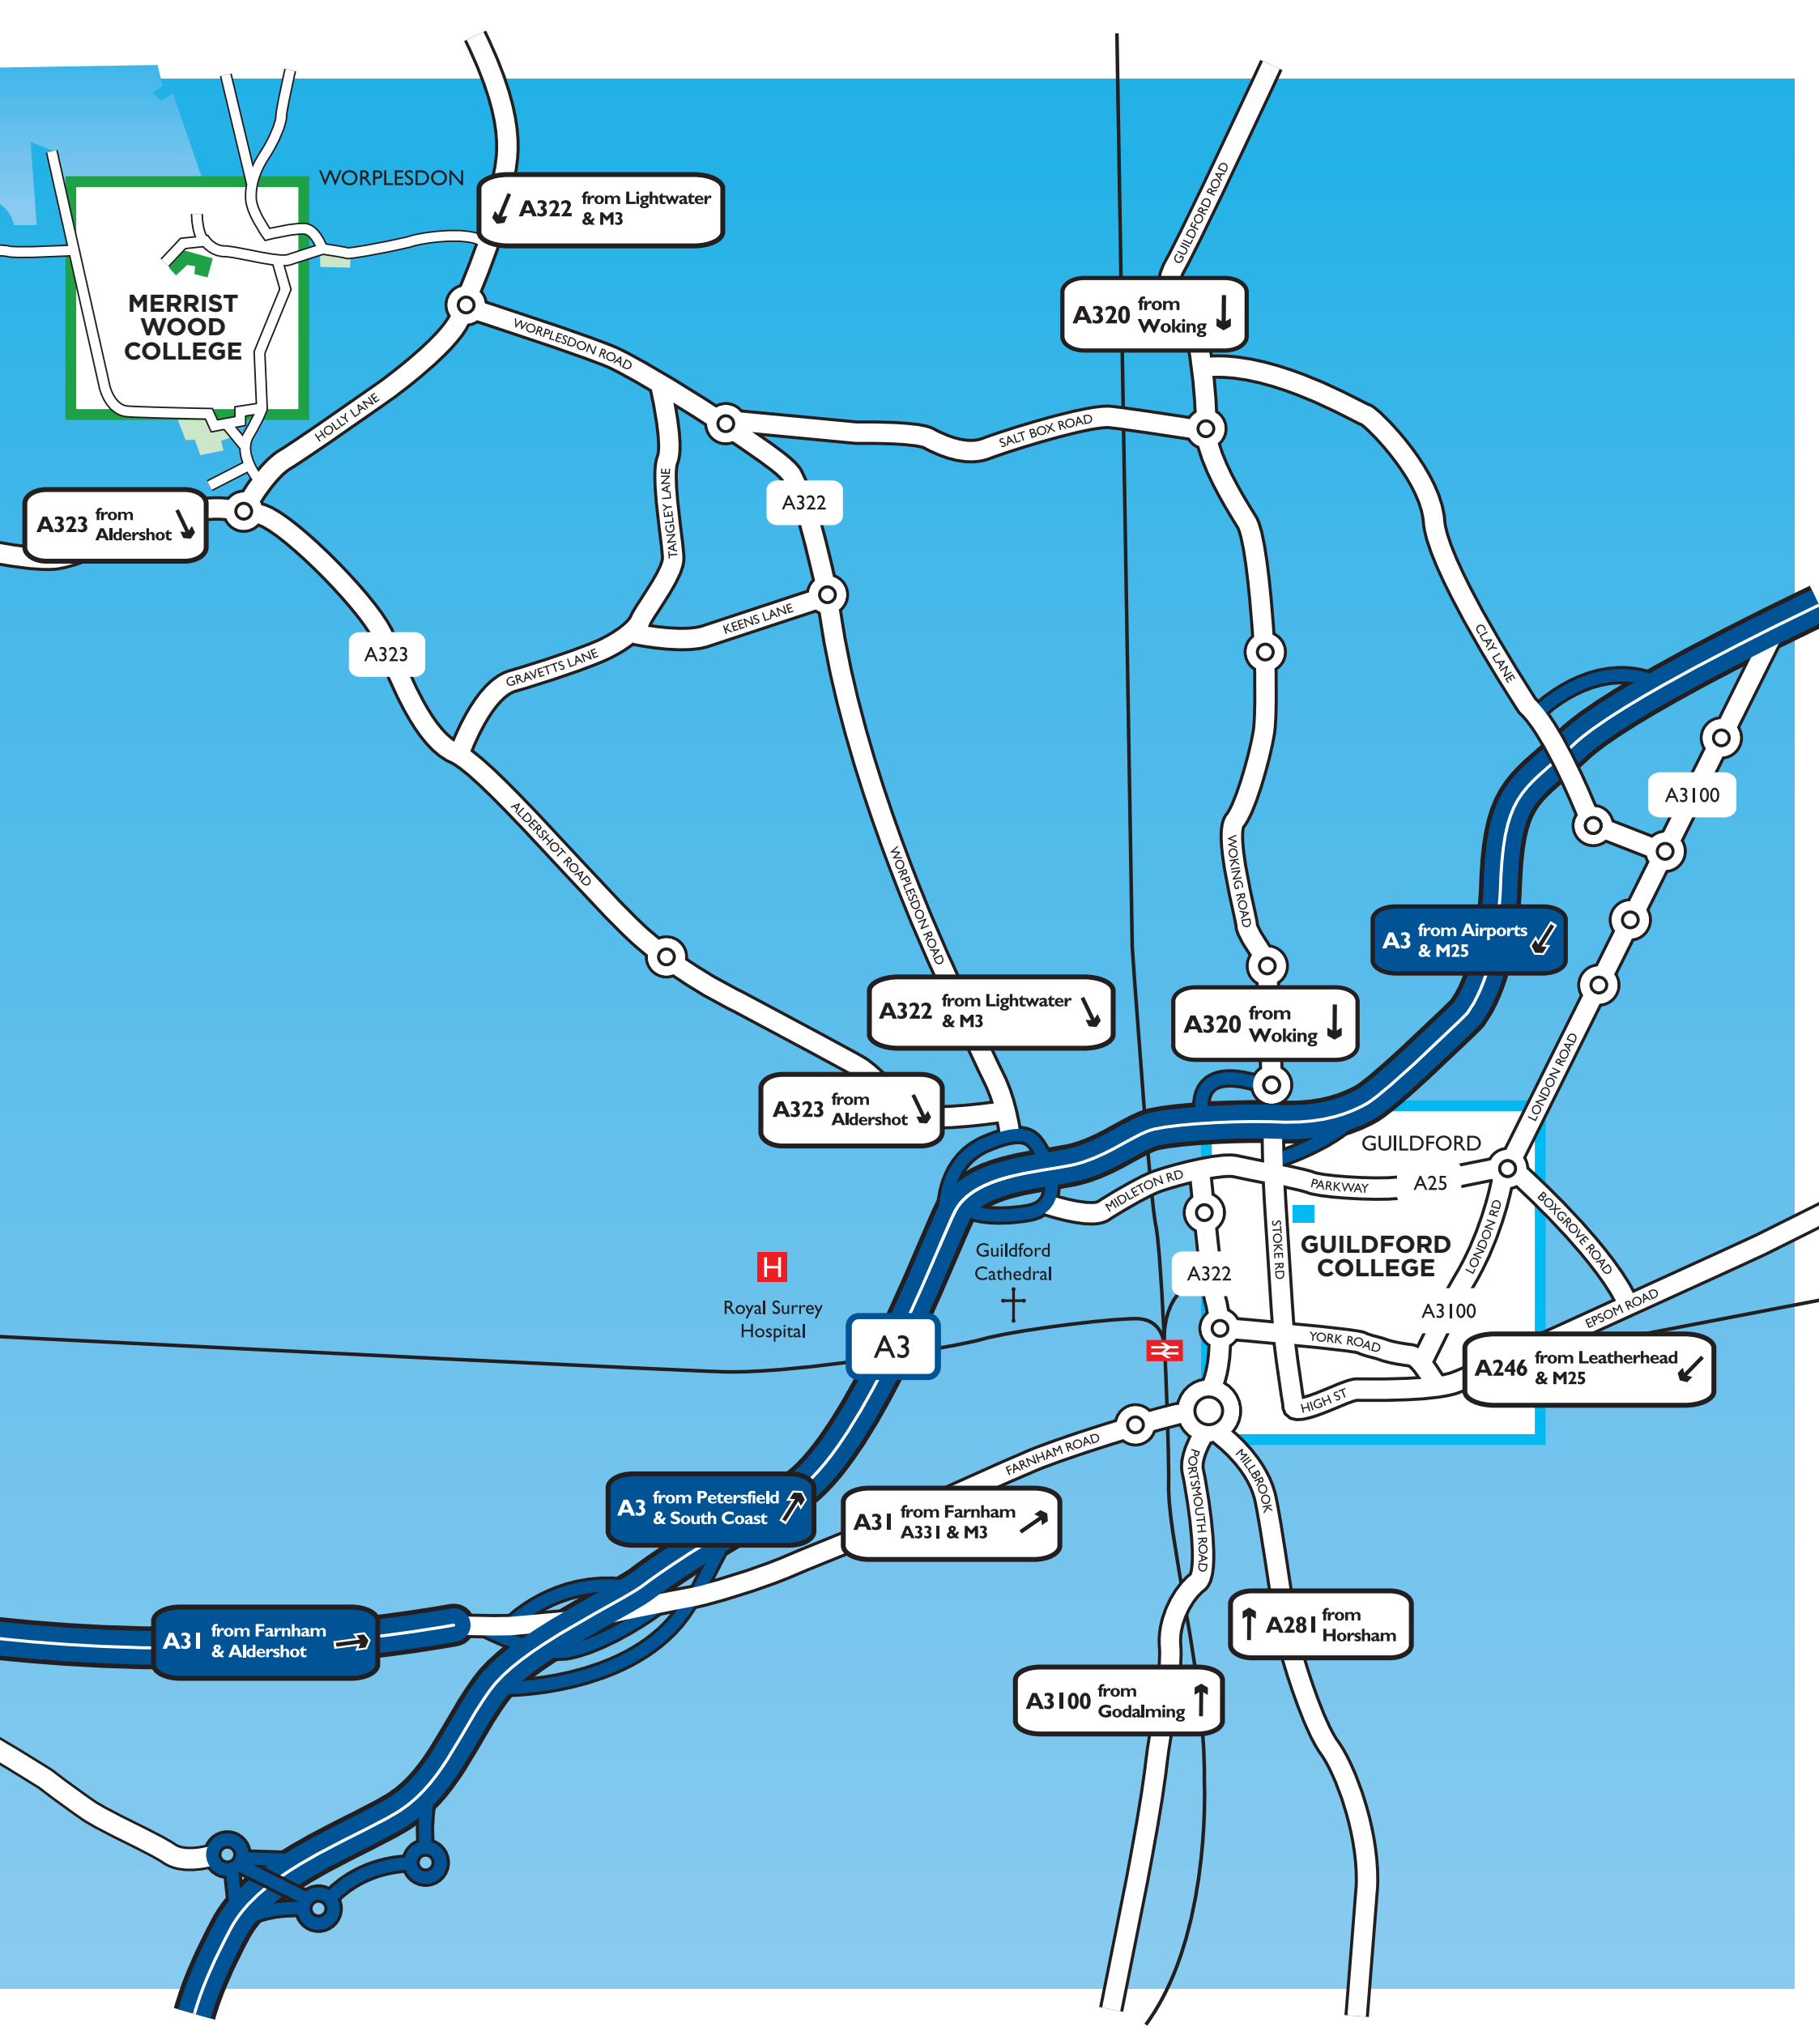 WORPLESDON
A322 from Lightwater
& M3
GUILDFORD ROAD
MERRIST
WOOD
COLLEGE
A320 from
Woking
WORPLESDON ROAD
HOLLY LANE
SALT BOX ROAD
TANGLEY LANE
A322
A323 from
Aldershot
KEENS LANE
A323
GRAVETTS LANE
CLAY LANE
A3100
ALDERSHOT ROAD
WORPLESDON ROAD
WOKING ROAD
A3 from Airports
& M25
A322 from Lightwater
& M3
A320 from
Woking
LONDON ROAD
A323 from
Aldershot
GUILDFORD
MIDLETON RD
PARKWAY
A25
BOXGROVE ROAD
STOKE RD
LONDON RD
GUILDFORD
COLLEGE
Guildford
Cathedral
H
A322
Royal Surrey
Hospital
A3100
EPSOM ROAD
A3
YORK ROAD
A246 from Leatherhead
& M25
HIGH ST
FARNHAM ROAD
PORTSMOUTH ROAD
MILLBROOK
A3 from Petersfield
& South Coast
A31 from Farnham
A331 & M3
A31 from Farnham
& Aldershot
A281 from
Horsham
A3100 from
Godalming